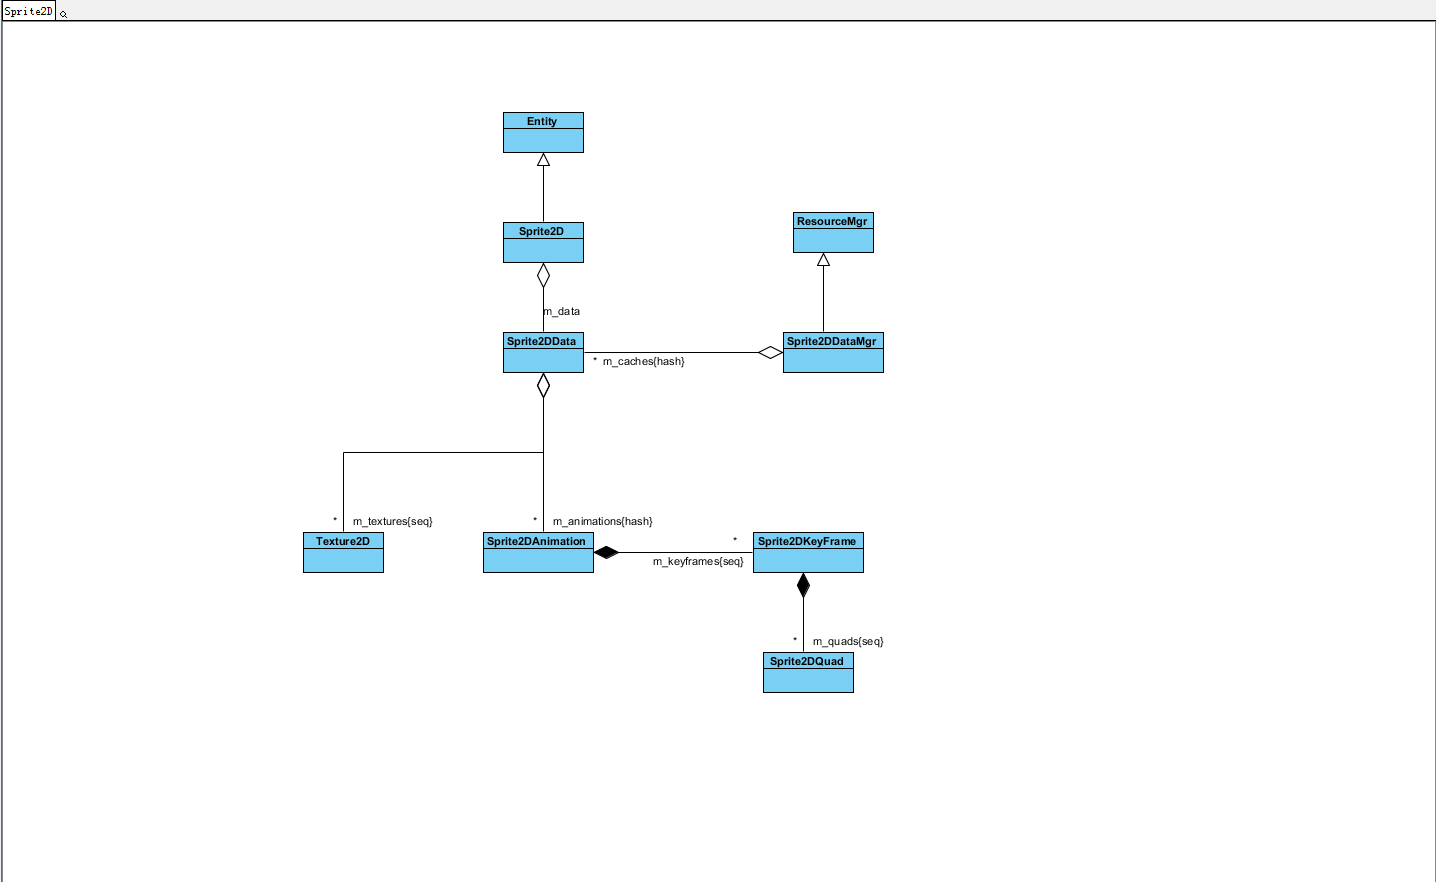 Sprite2D
Entity
Sprite2D
ResourceMgr
m_data
Sprite2DData
Sprite2DDataMgr
* m_caches{hash}
* m_textures{seq}
* m_animations{hash}
Texture2D
Sprite2DAnimation
*
Sprite2DKeyFrame
m_keyframes{seq}
* m_quads{seq}
Sprite2DQuad